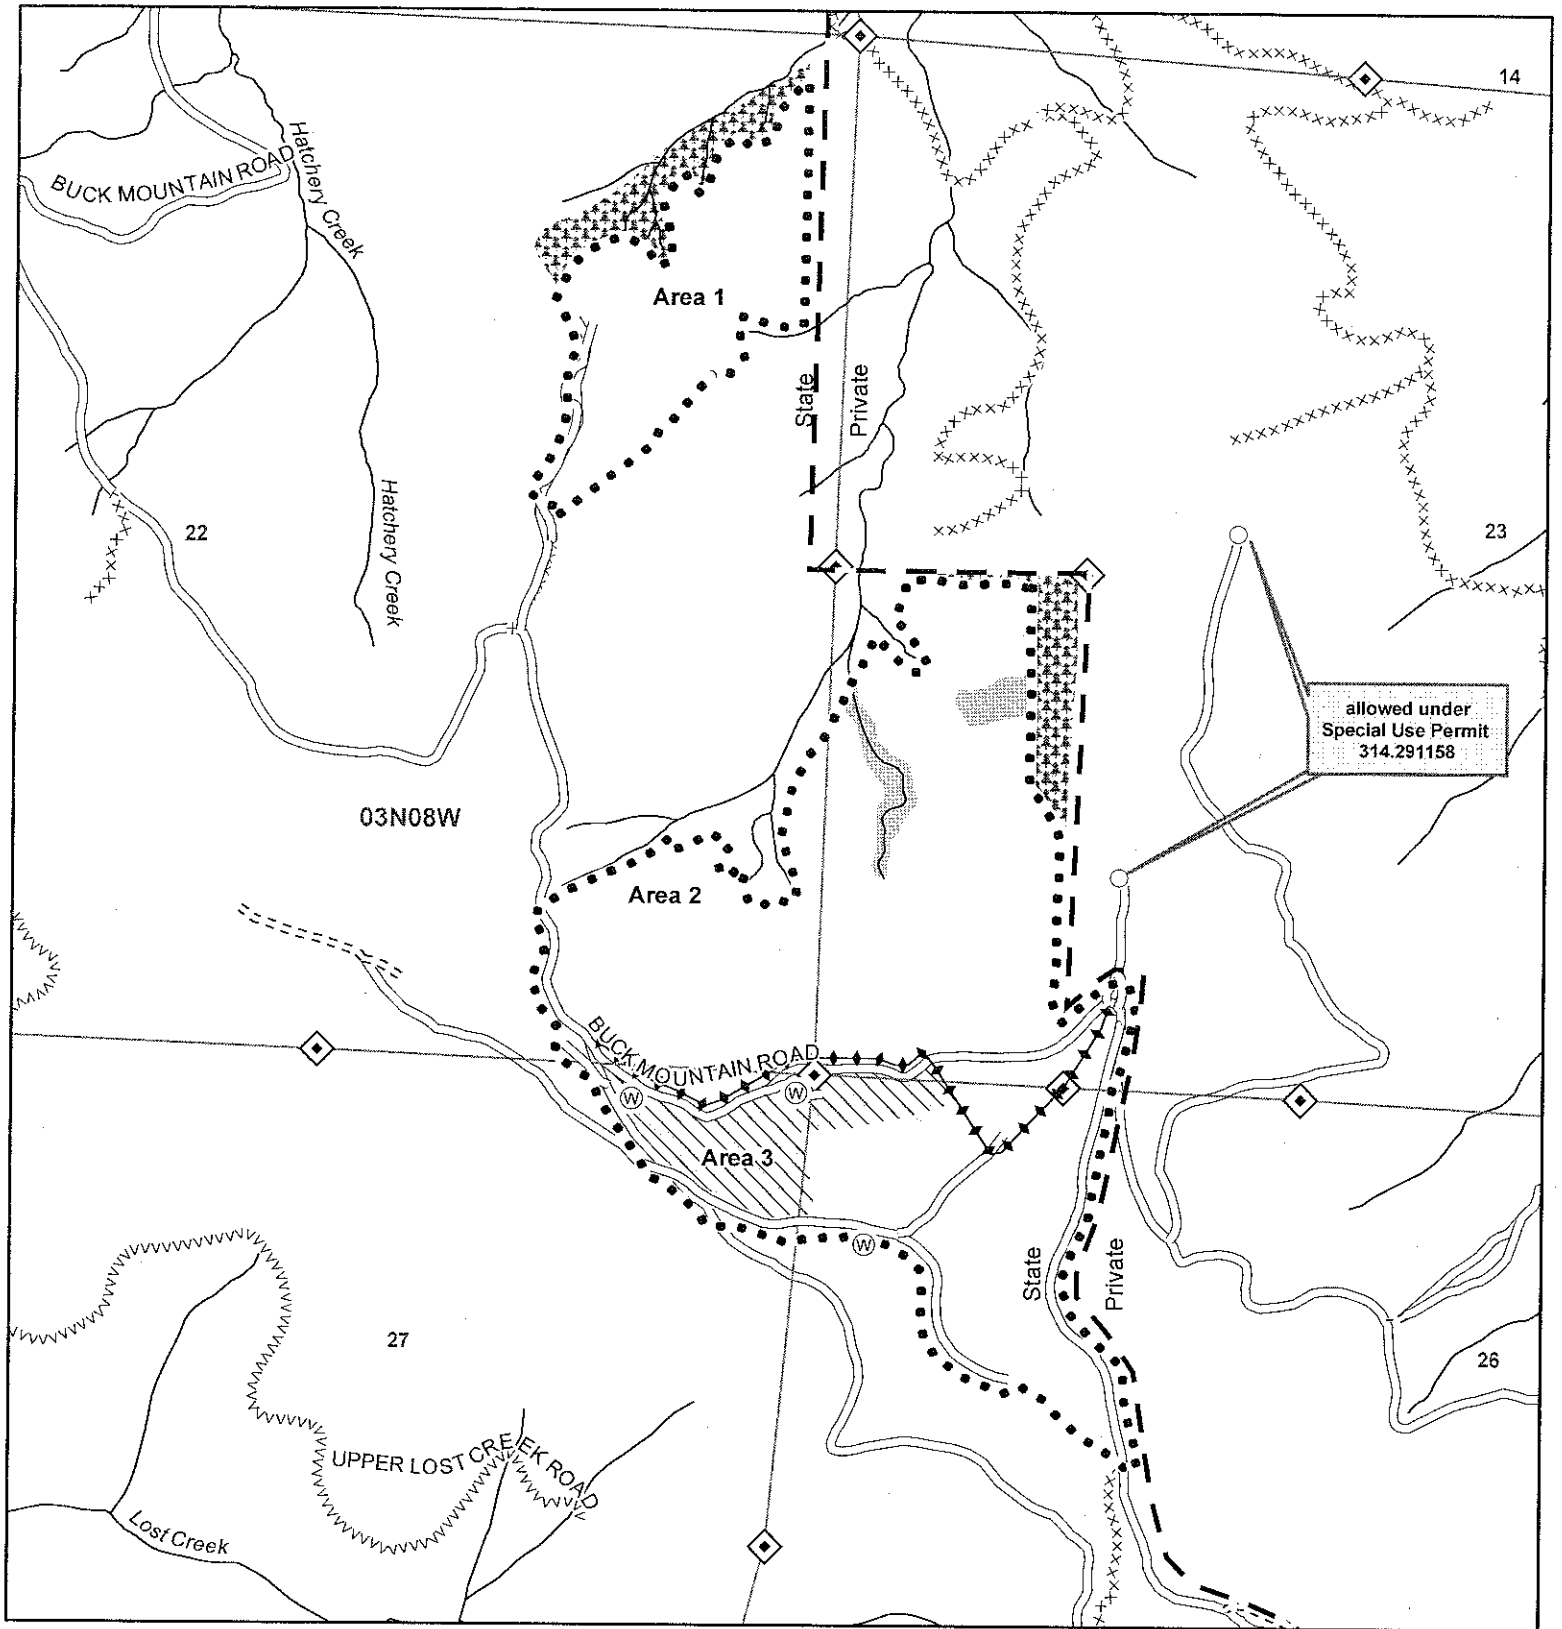 14
BUCK MOUNTAIN ROAD
Hatchery Creek
Area 1
State
Private
Hatchery Creek
22
23
allowed under
Special Use Permit
314.291158
03N08W
Area 2
BUCK MOUNTAIN ROAD
W
W
Area 3
W
State
Private
27
26
UPPER LOST CREEK ROAD
Lost Creek